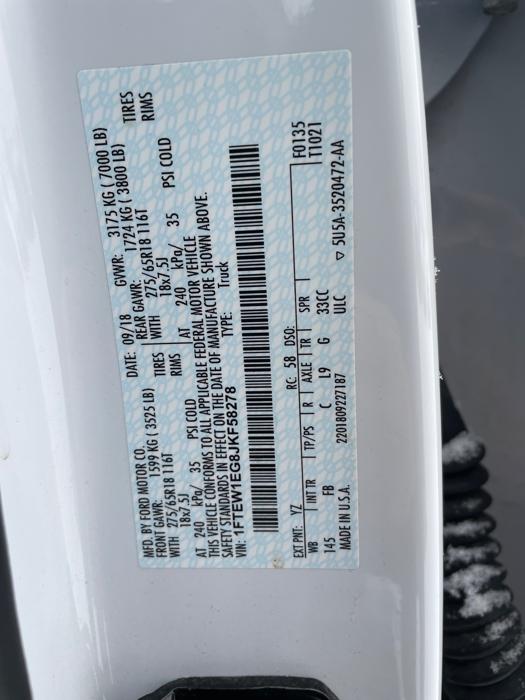 MFD. BY FORD MOTOR CO. DATE: 09/18 GVWR: 3175 KG ( 7000 LB)
FRONT GAWR: 1599 KG ( 3525 LB) REAR GAWR: 1724 KG ( 3800 LB)
WITH 275/65R18 116T TIRES WITH 275/65R18 116T TIRES
18x7.5J RIMS 18x7.5J RIMS
AT 240 kPa/ 35 PSI COLD AT 240 kPa/ 35 PSI COLD
THIS VEHICLE CONFORMS TO ALL APPLICABLE FEDERAL MOTOR VEHICLE
SAFETY STANDARDS IN EFFECT ON THE DATE OF MANUFACTURE SHOWN ABOVE.
VIN: 1FTEW1EG8JKF58278 TYPE: Truck
EXT PNT: YZ RC: 58 DSO: F0135
WB INT TR TP/PS R AXLE TR SPR T1021
145 FB C L9 G 33CC
MADE IN U.S.A. 2201809227187 ULC ▽ 5U5A-3520472-AA